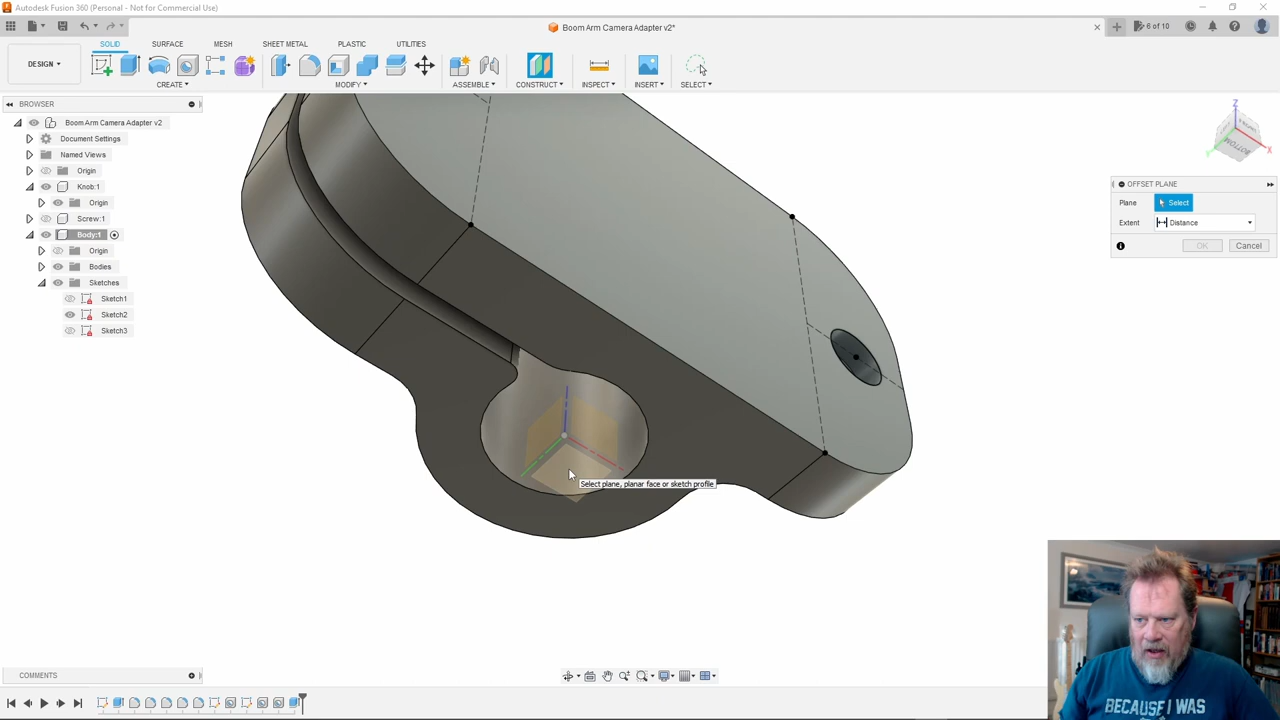 Autodesk Fusion 360 (Personal - Not for Commercial Use)
Boom Arm Camera Adapter v2*
6 of 10
SOLID SURFACE MESH SHEET METAL PLASTIC UTILITIES
DESIGN
CREATE MODIFY ASSEMBLE CONSTRUCT INSPECT INSERT SELECT
BROWSER
Boom Arm Camera Adapter v2
Document Settings
Named Views
Origin
Knob:1
Origin
Screw:1
Body:1
Origin
Bodies
Sketches
Sketch1
Sketch2
Sketch3
Z
X
Y
BOTTOM
OFFSET PLANE
Plane Select
Extent Distance
OK Cancel
Select plane, planar face or sketch profile
COMMENTS
BECAUSE I WAS